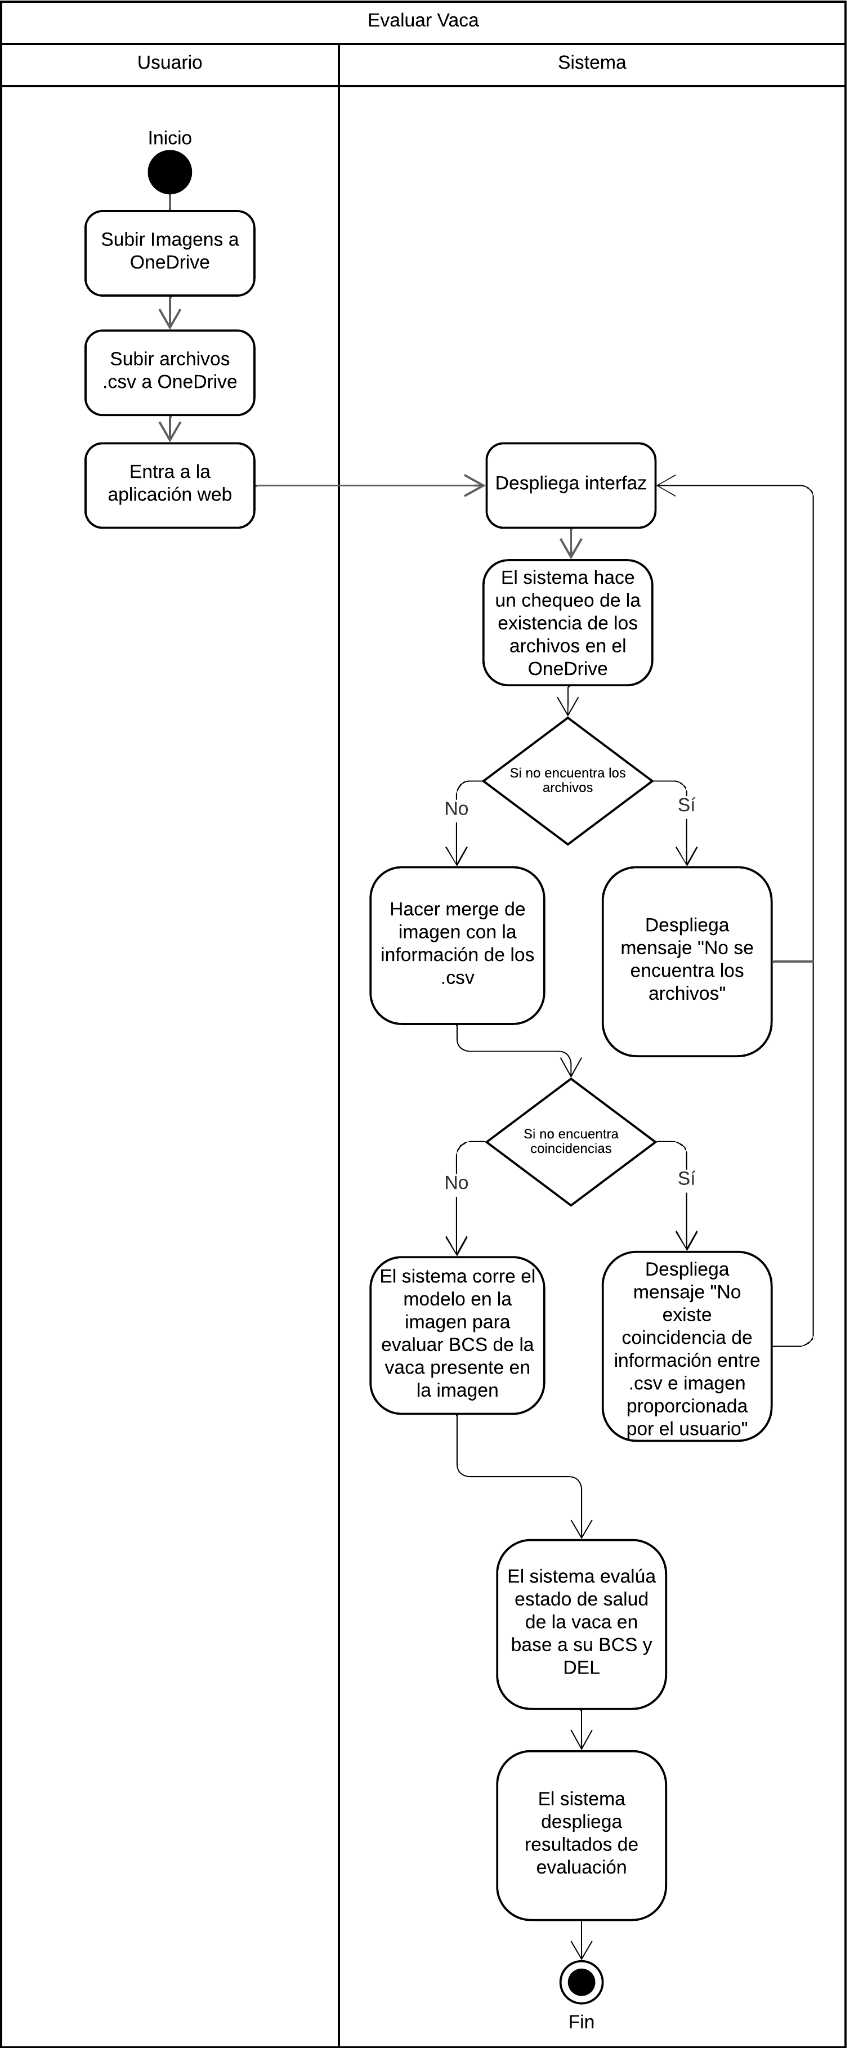 Evaluar Vaca
Usuario
Sistema
Inicio
Subir Imagens a
OneDrive
Subir archivos
.csv a OneDrive
Entra a la
aplicación web
Despliega interfaz
El sistema hace
un chequeo de la
existencia de los
archivos en el
OneDrive
Si no encuentra los
archivos
No
Sí
Hacer merge de
imagen con la
información de los
.csv
Despliega
mensaje "No se
encuentra los
archivos"
Si no encuentra
coincidencias
No
Sí
El sistema corre el
modelo en la
imagen para
evaluar BCS de la
vaca presente en
la imagen
Despliega
mensaje "No
existe
coincidencia de
información entre
.csv e imagen
proporcionada
por el usuario"
El sistema evalúa
estado de salud
de la vaca en
base a su BCS y
DEL
El sistema
despliega
resultados de
evaluación
Fin